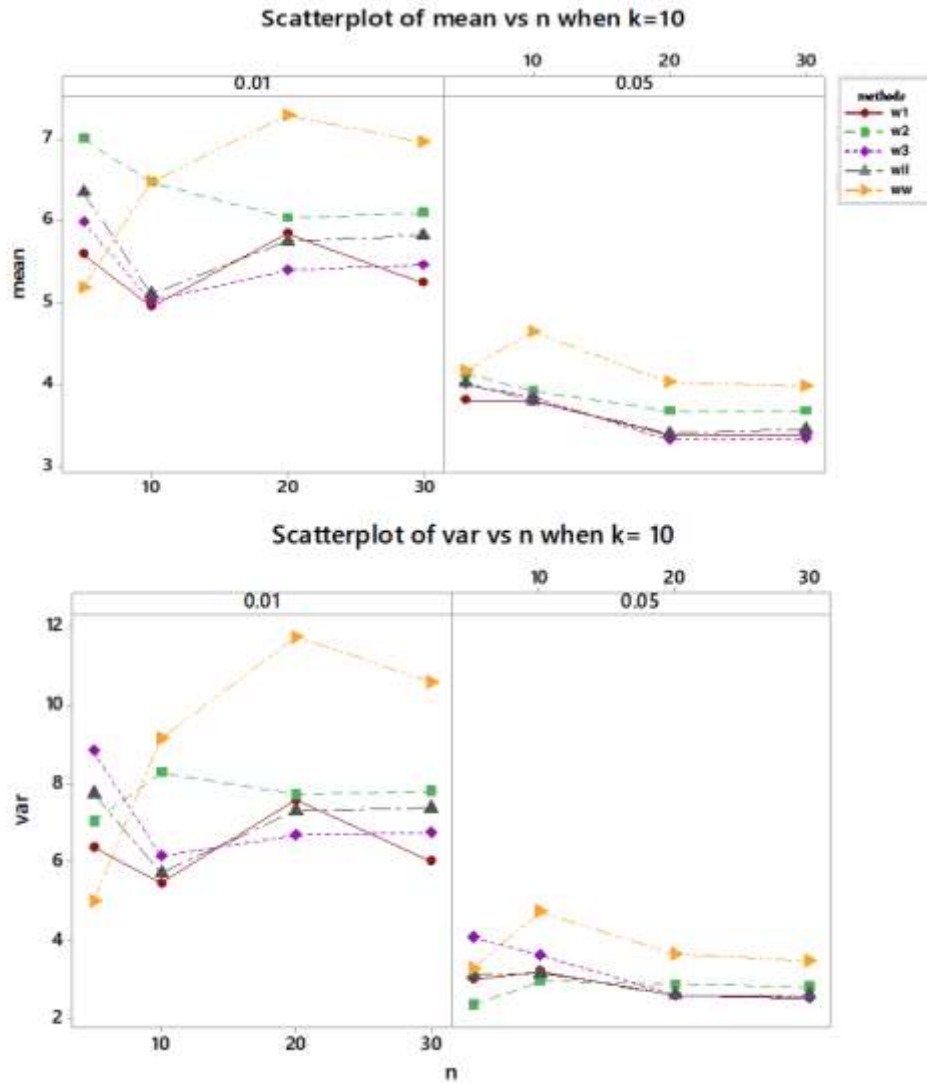 Scatterplot of mean vs n when k=10
10 20 30
0.01 0.05
methods
w1
w2
w3
wil
ww
7
6
5
4
3
mean
10 20 30
Scatterplot of var vs n when k= 10
10 20 30
0.01 0.05
12
10
8
6
4
2
var
10 20 30
n